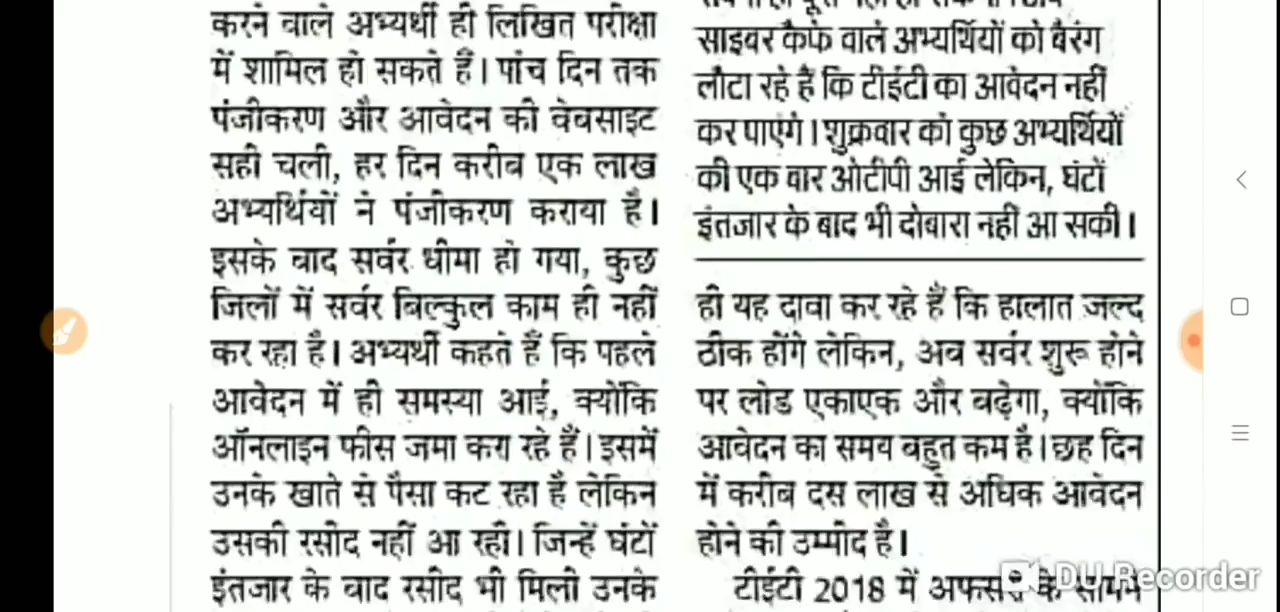 करने वाले अभ्यर्थी ही लिखित परीक्षा
में शामिल हो सकते हैं। पांच दिन तक
पंजीकरण और आवेदन की वेबसाइट
सही चली, हर दिन करीब एक लाख
अभ्यर्थियों ने पंजीकरण कराया है।
इसके बाद सर्वर धीमा हो गया, कुछ
जिलों में सर्वर बिल्कुल काम ही नहीं
कर रहा है। अभ्यर्थी कहते हैं कि पहले
आवेदन में ही समस्या आई, क्योंकि
ऑनलाइन फीस जमा करा रहे हैं। इसमें
उनके खाते से पैसा कट रहा है लेकिन
उसकी रसीद नहीं आ रही। जिन्हें घंटों
इंतजार के बाद रसीद भी मिली उनके
साइबर कैफे वाले अभ्यर्थियों को बैरंग
लौटा रहे हैं कि टीईटी का आवेदन नहीं
कर पाएंगे। शुक्रवार को कुछ अभ्यर्थियों
की एक बार ओटीपी आई लेकिन, घंटों
इंतजार के बाद भी दोबारा नहीं आ सकी।
ही यह दावा कर रहे हैं कि हालात जल्द
ठीक होंगे लेकिन, अब सर्वर शुरू होने
पर लोड एकाएक और बढ़ेगा, क्योंकि
आवेदन का समय बहुत कम है। छह दिन
में करीब दस लाख से अधिक आवेदन
होने की उम्मीद है।
टीईटी 2018 में अफसरों के सामने
DU Recorder